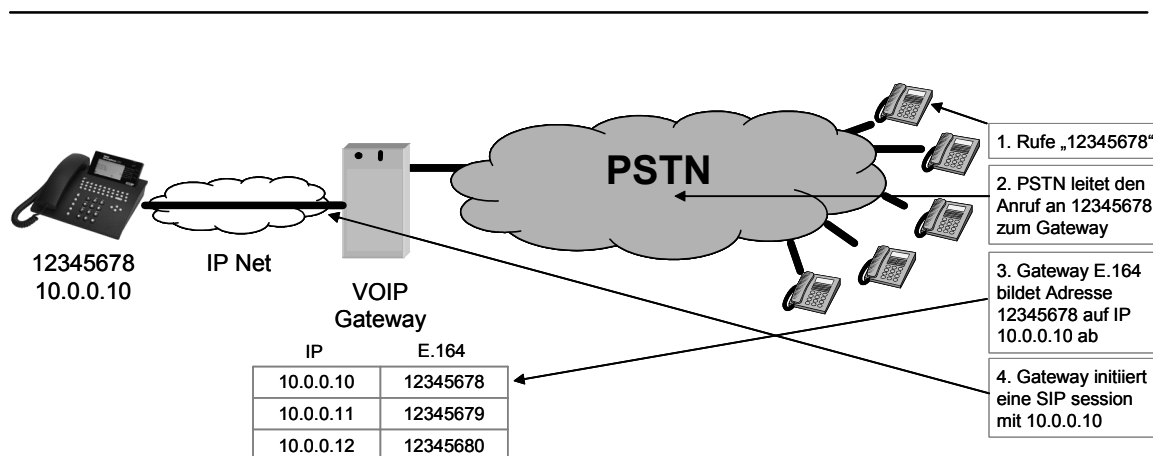 PSTN
1. Rufe „12345678“
2. PSTN leitet den
Anruf an 12345678
zum Gateway
3. Gateway E.164
bildet Adresse
12345678 auf IP
10.0.0.10 ab
4. Gateway initiiert
eine SIP session
mit 10.0.0.10
12345678
10.0.0.10
IP Net
VOIP
Gateway
IP E.164
10.0.0.10 12345678
10.0.0.11 12345679
10.0.0.12 12345680